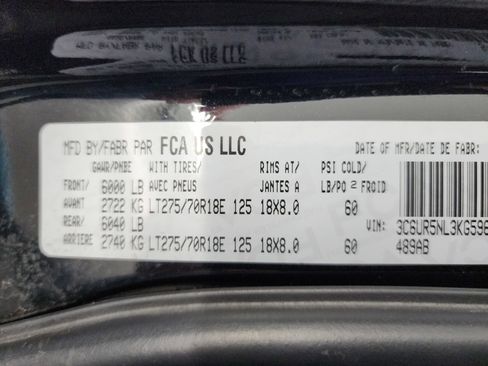 MFD BY/FABR PAR FCA US LLC DATE OF MFR/DATE DE FABR:
GAWR/PNBE WITH TIRES/ RIMS AT/ PSI COLD/
FRONT/ 6000 LB AVEC PNEUS JANTES A LB/PO 2 FROID
AVANT 2722 KG LT275/70R18E 125 18X8.0 60
REAR/ 6040 LB VIN: 3C6UR5NL3KG596
2740 KG LT275/70R18E 125 18X8.0 60 489AB